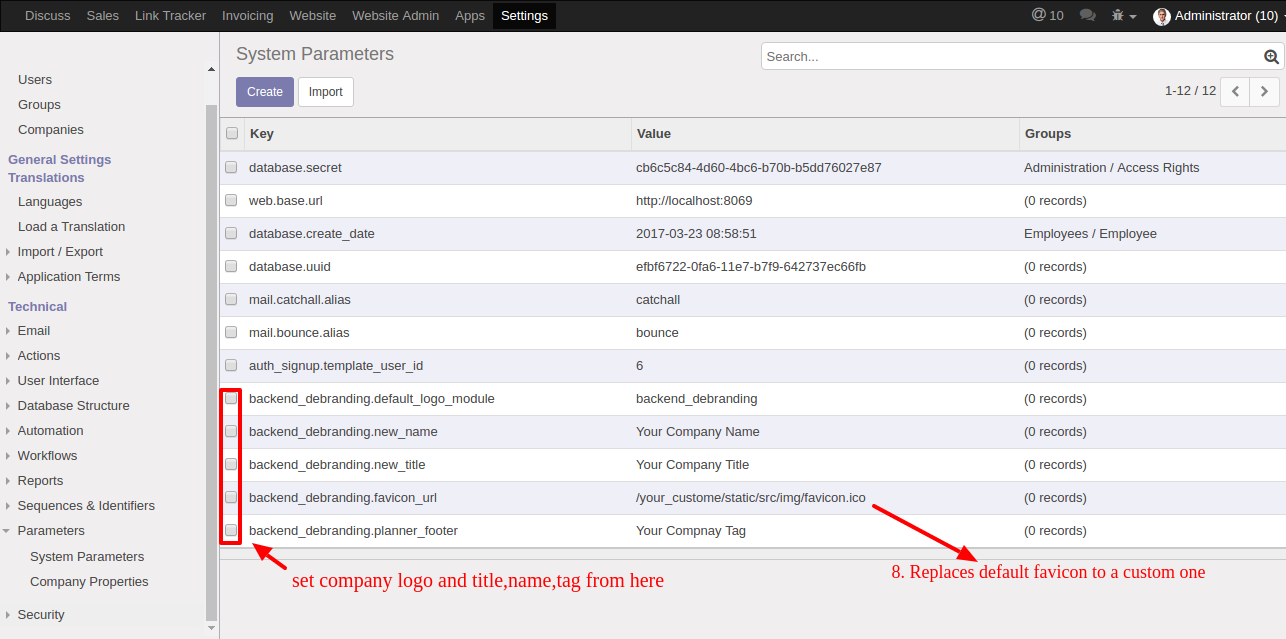 Discuss Sales Link Tracker Invoicing Website Website Admin Apps Settings @ 10 Administrator (10)
System Parameters
Search...
Create Import
1-12 / 12
Users
Groups
Companies
General Settings
Translations
Languages
Load a Translation
Import / Export
Application Terms
Technical
Email
Actions
User Interface
Database Structure
Automation
Workflows
Reports
Sequences & Identifiers
Parameters
System Parameters
Company Properties
Security
Key Value Groups
database.secret cb6c5c84-4d60-4bc6-b70b-b5dd76027e87 Administration / Access Rights
web.base.url http://localhost:8069 (0 records)
database.create_date 2017-03-23 08:58:51 Employees / Employee
database.uuid efbf6722-0fa6-11e7-b7f9-642737ec66fb (0 records)
mail.catchall.alias catchall (0 records)
mail.bounce.alias bounce (0 records)
auth_signup.template_user_id 6 (0 records)
backend_debranding.default_logo_module backend_debranding (0 records)
backend_debranding.new_name Your Company Name (0 records)
backend_debranding.new_title Your Company Title (0 records)
backend_debranding.favicon_url /your_custome/static/src/img/favicon.ico (0 records)
backend_debranding.planner_footer Your Compnay Tag (0 records)
set company logo and title,name,tag from here
8. Replaces default favicon to a custom one